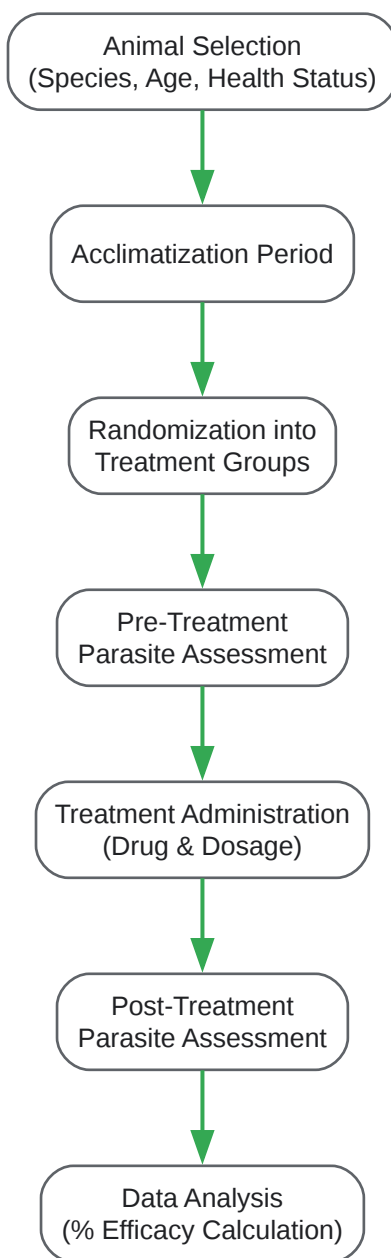 Animal Selection
(Species, Age, Health Status)
Acclimatization Period
Randomization into
Treatment Groups
Pre-Treatment
Parasite Assessment
Treatment Administration
(Drug & Dosage)
Post-Treatment
Parasite Assessment
Data Analysis
(% Efficacy Calculation)